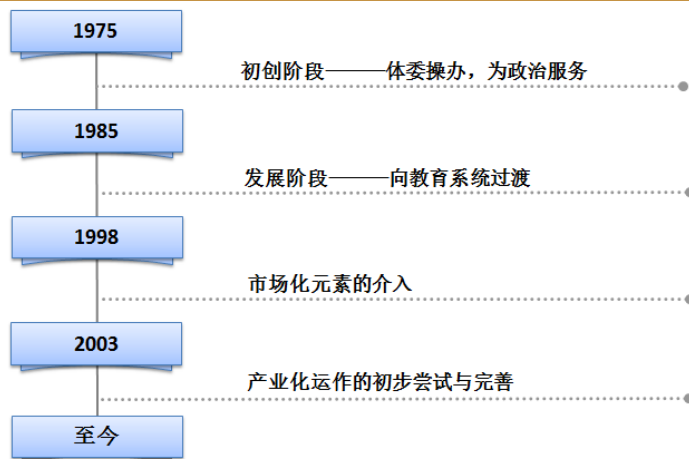 1975
初创阶段———体委操办，为政治服务
1985
发展阶段———向教育系统过渡
1998
市场化元素的介入
2003
产业化运作的初步尝试与完善
至今